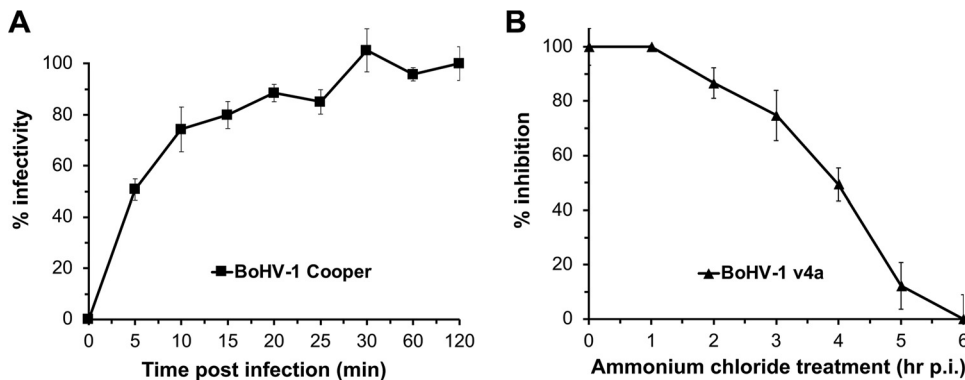 A
% infectivity
100
80
60
40
20
0
BoHV-1 Cooper
0 5 10 15 20 25 30 60 120
Time post infection (min)
B
% inhibition
100
80
60
40
20
0
BoHV-1 v4a
0 1 2 3 4 5 6
Ammonium chloride treatment (hr p.i.)